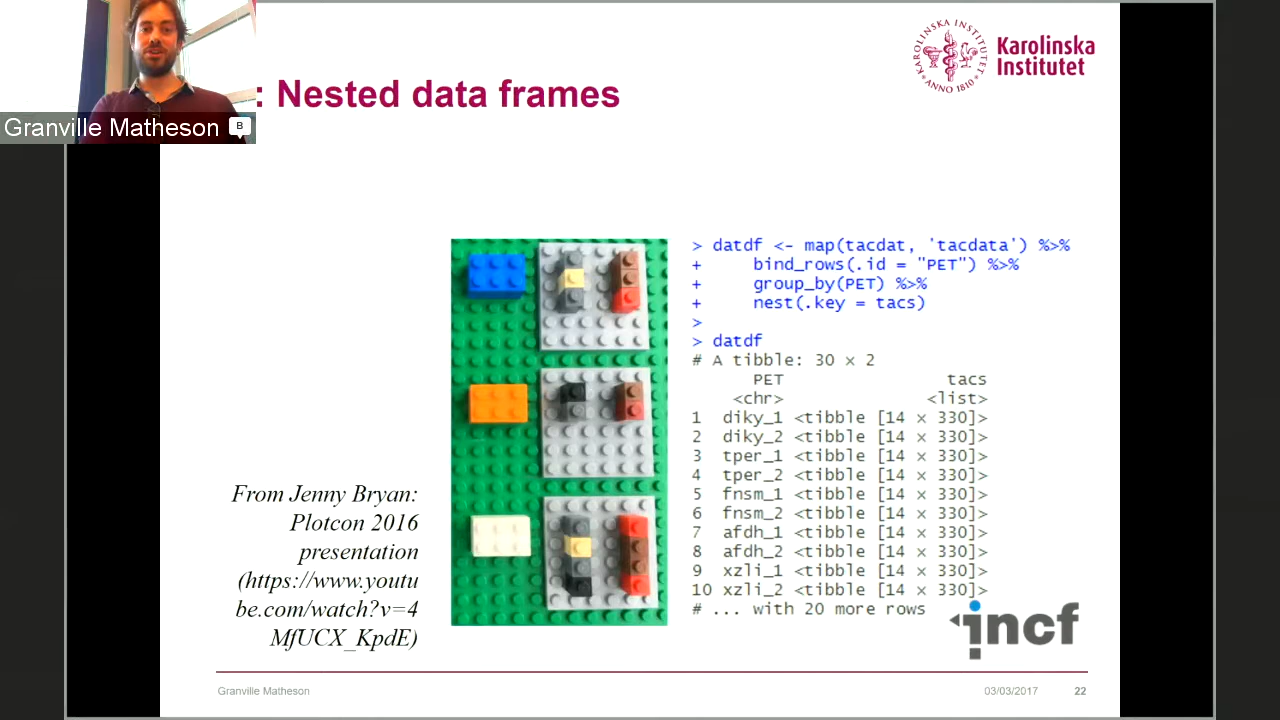 Granville Matheson
B
: Nested data frames
KAROLINSKA INSTITUTET
ANNO 1810
Karolinska
Institutet
From Jenny Bryan:
Plotcon 2016
presentation
(https://www.youtu
be.com/watch?v=4
MfUCX_KpdE)
> datdf <- map(tacdat, 'tacdata') %>%
+     bind_rows(.id = "PET") %>%
+     group_by(PET) %>%
+     nest(.key = tacs)
>
> datdf
# A tibble: 30 × 2
PET tacs
<chr> <list>
1 diky_1 <tibble [14 × 330]>
2 diky_2 <tibble [14 × 330]>
3 tper_1 <tibble [14 × 330]>
4 tper_2 <tibble [14 × 330]>
5 fnsm_1 <tibble [14 × 330]>
6 fnsm_2 <tibble [14 × 330]>
7 afdh_1 <tibble [14 × 330]>
8 afdh_2 <tibble [14 × 330]>
9 xzli_1 <tibble [14 × 330]>
10 xzli_2 <tibble [14 × 330]>
# ... with 20 more rows
incf
Granville Matheson
03/03/2017
22